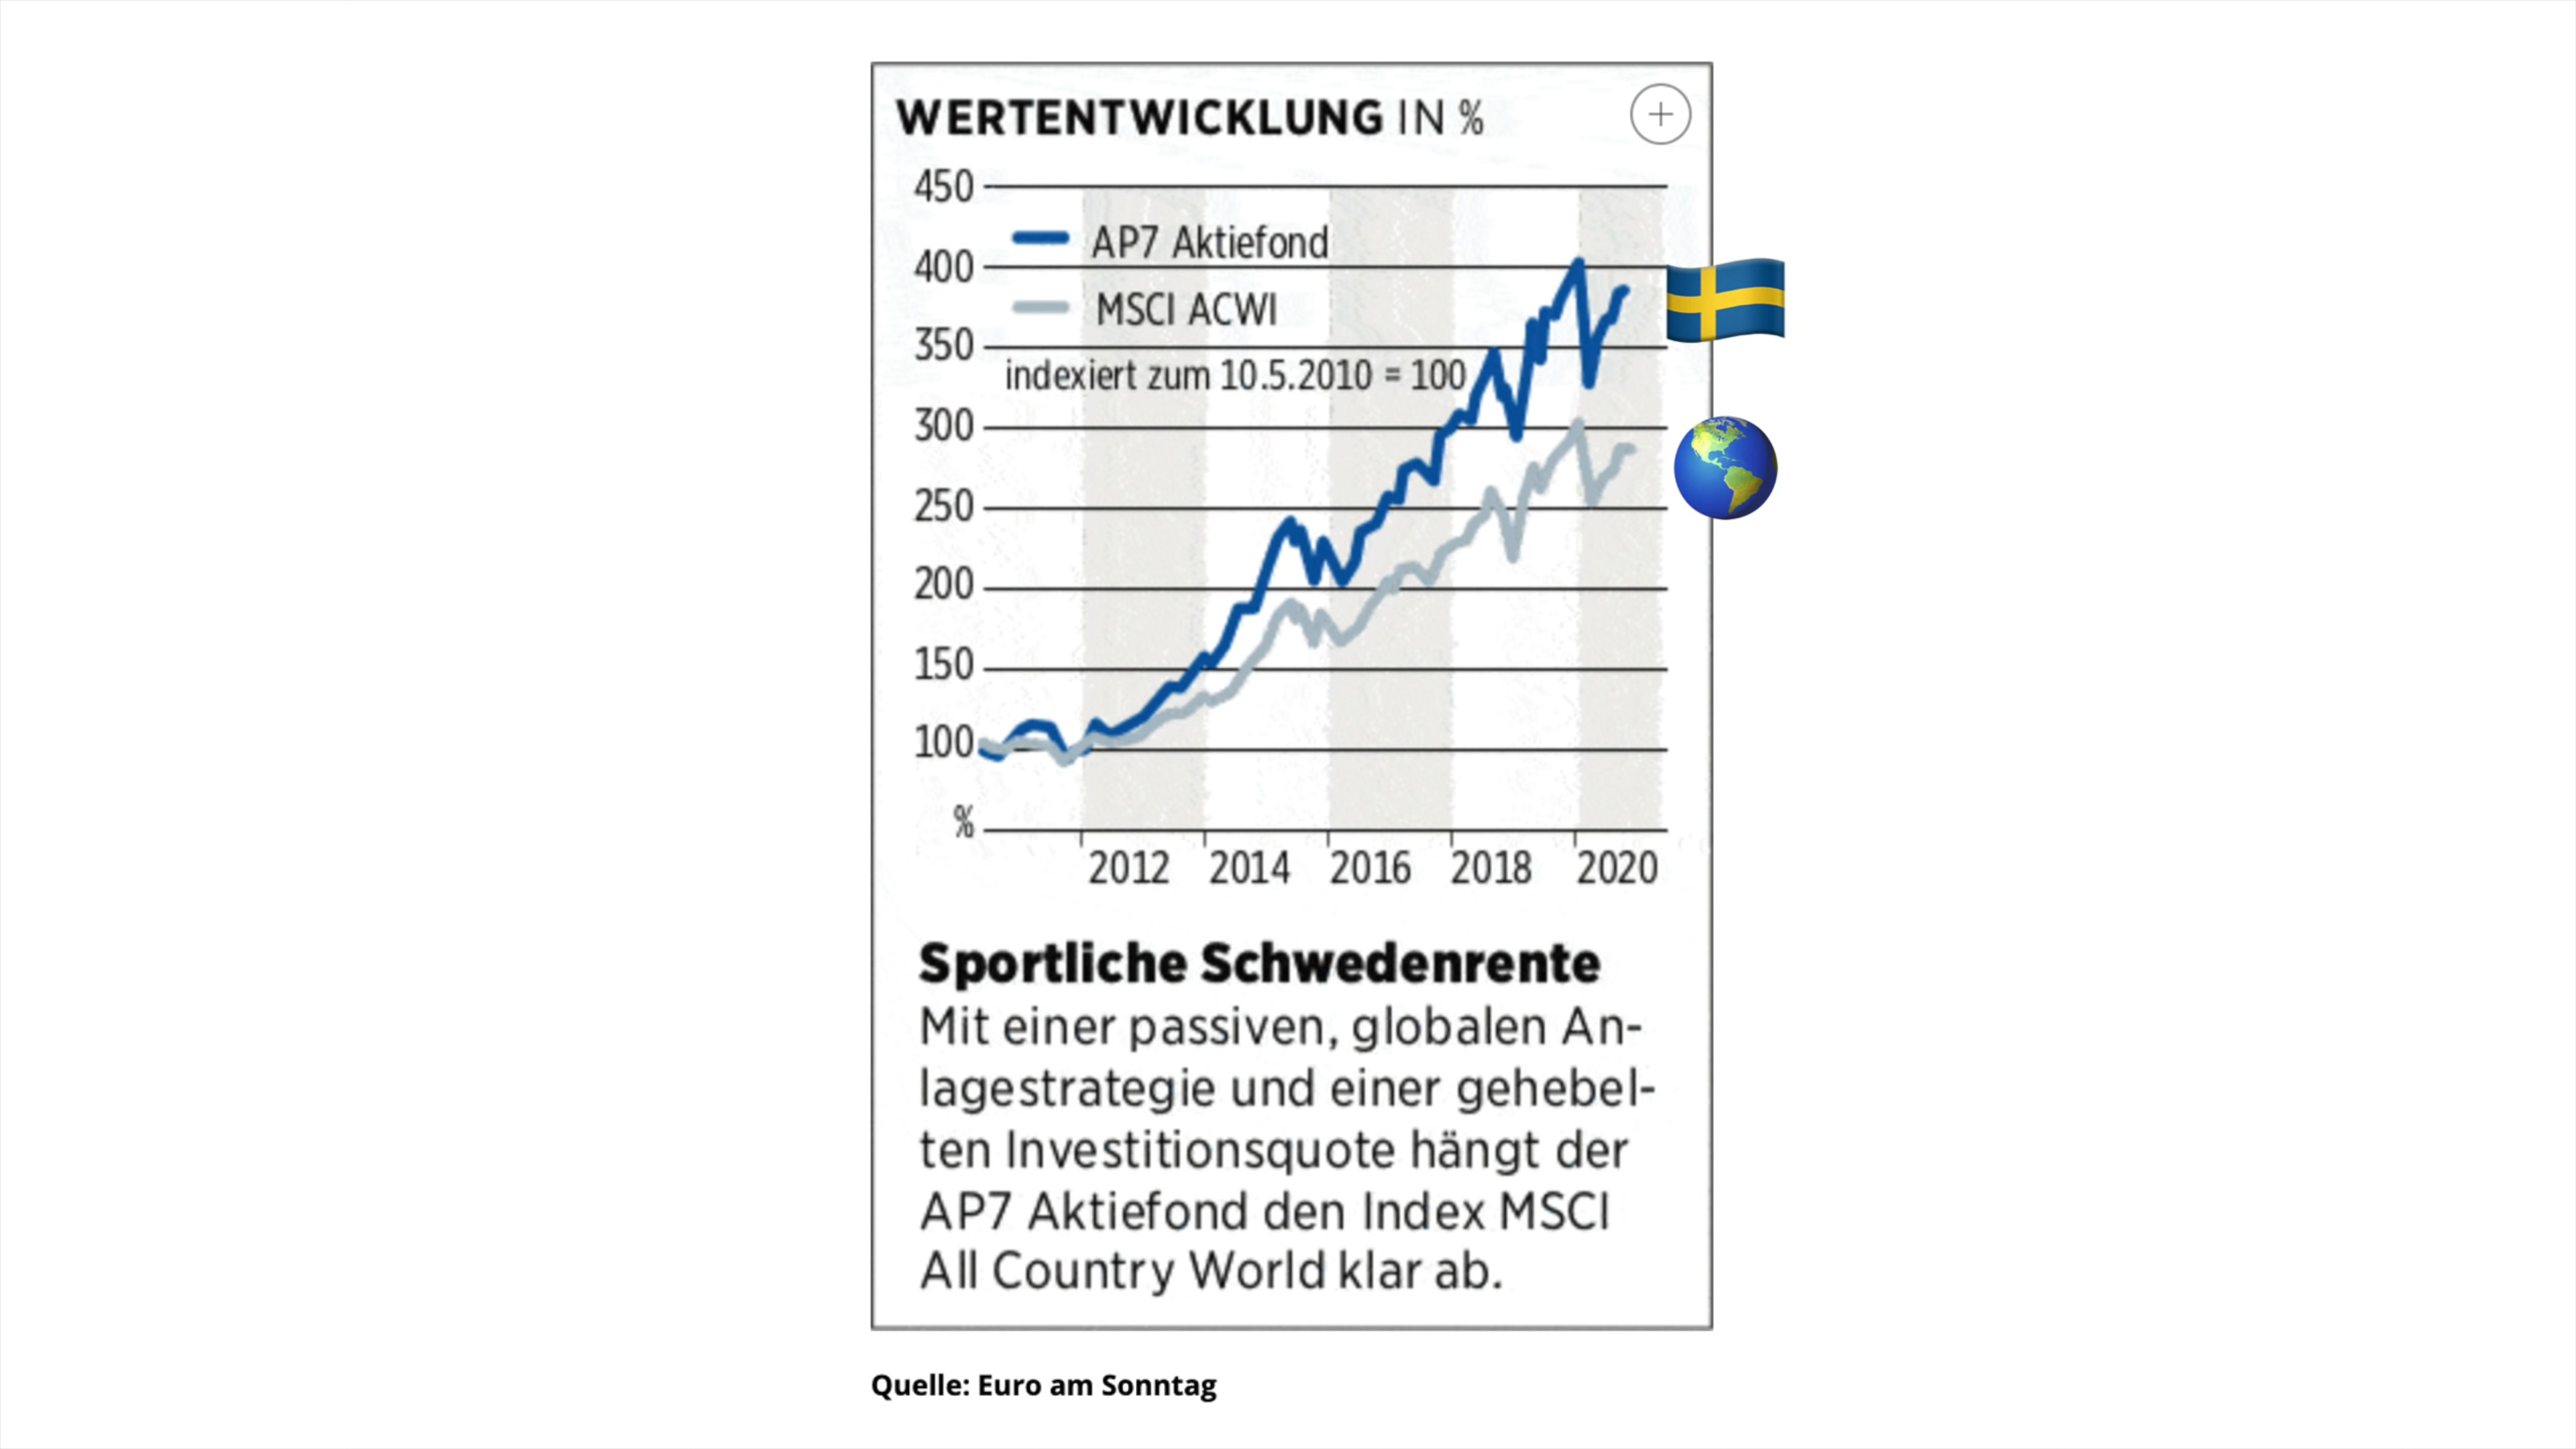 WERTENTWICKLUNG IN %
450
AP7 Aktiefond
400
MSCI ACWI
350
indexiert zum 10.5.2010 = 100
300
250
200
150
100
%
2012 2014 2016 2018 2020
Sportliche Schwedenrente
Mit einer passiven, globalen An-
lagestrategie und einer gehebel-
ten Investitionsquote hängt der
AP7 Aktiefond den Index MSCI
All Country World klar ab.
Quelle: Euro am Sonntag